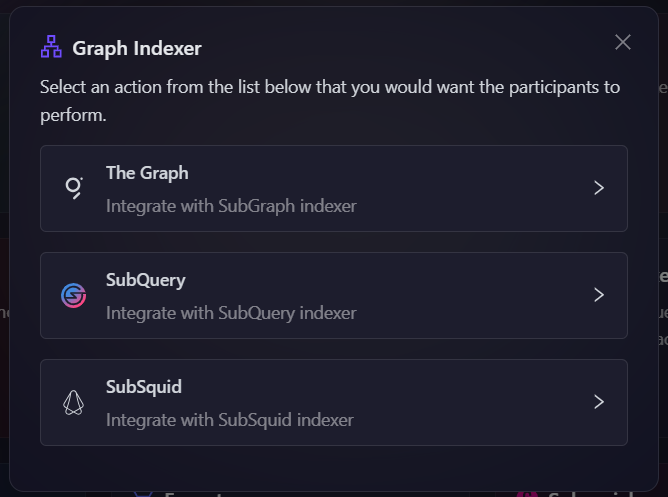 Graph Indexer
Select an action from the list below that you would want the participants to
perform.
The Graph
Integrate with SubGraph indexer
SubQuery
Integrate with SubQuery indexer
SubSquid
Integrate with SubSquid indexer